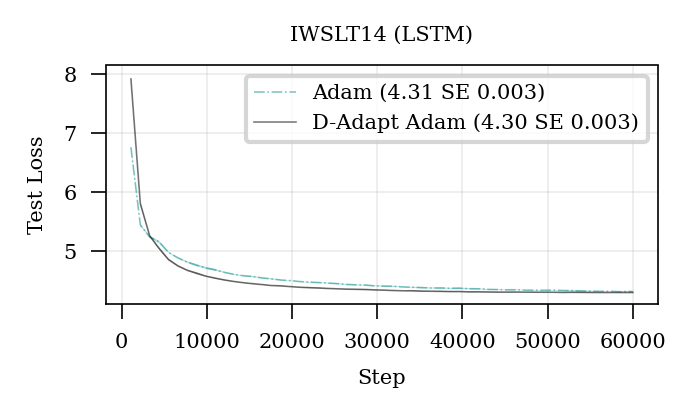 IWSLT14 (LSTM)
8
7
6
5
Test Loss
Adam (4.31 SE 0.003)
D-Adapt Adam (4.30 SE 0.003)
0 10000 20000 30000 40000 50000 60000
Step